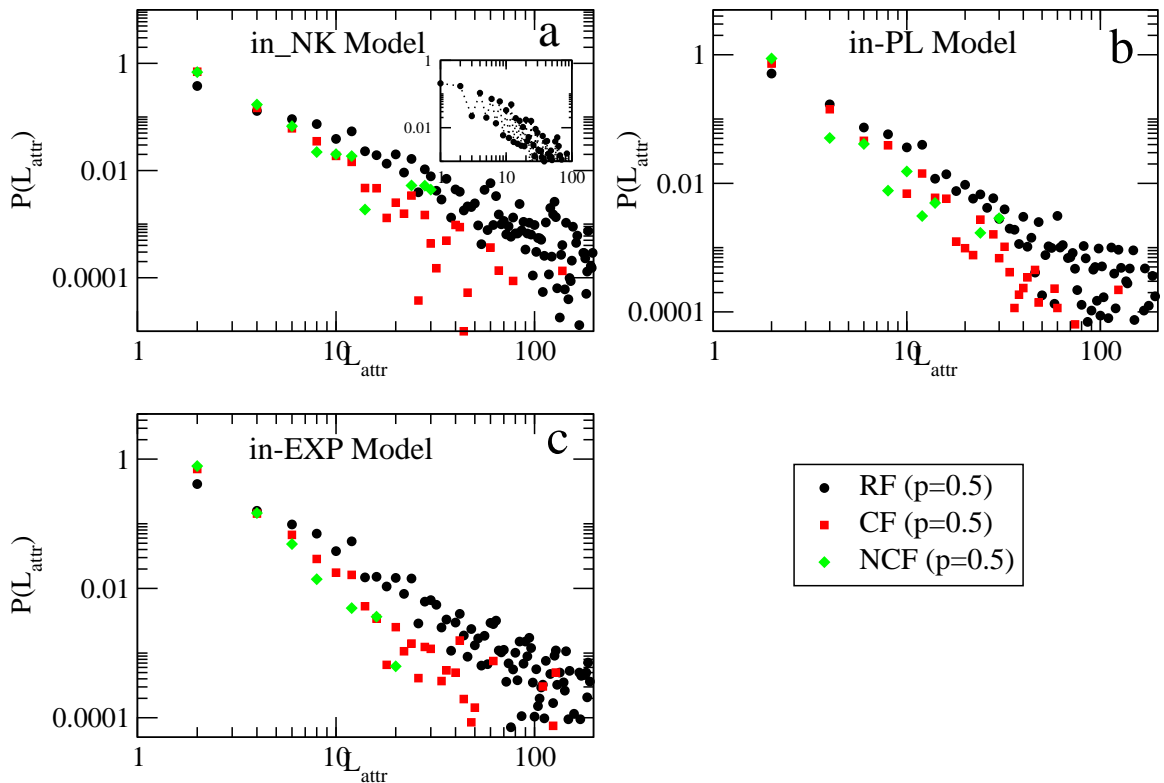 in_NK Model a
1
0.01
0.0001
P(L_attr)
1 10 100
L_attr
1
0.01
1 10 100
in-PL Model b
1
0.01
0.0001
P(L_attr)
1 10 100
L_attr
in-EXP Model c
1
0.01
0.0001
P(L_attr)
1 10 100
L_attr
RF (p=0.5)
CF (p=0.5)
NCF (p=0.5)